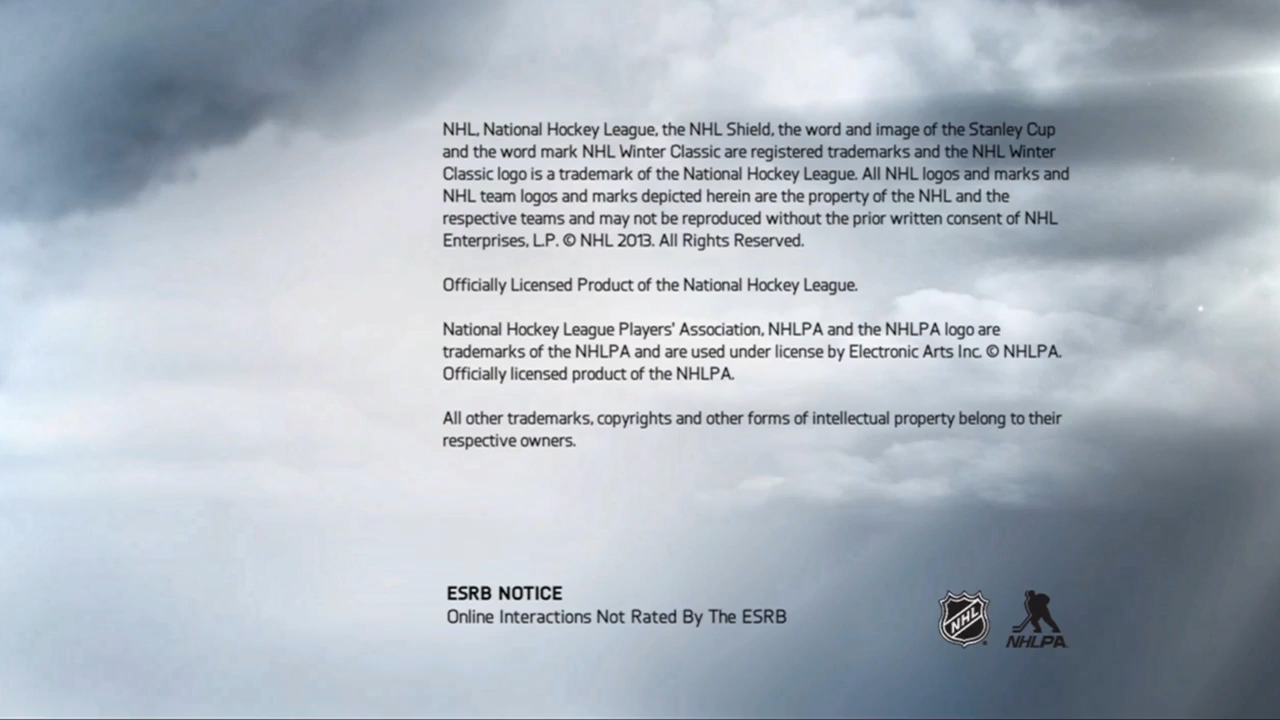 NHL, National Hockey League, the NHL Shield, the word and image of the Stanley Cup
and the word mark NHL Winter Classic are registered trademarks and the NHL Winter
Classic logo is a trademark of the National Hockey League. All NHL logos and marks and
NHL team logos and marks depicted herein are the property of the NHL and the
respective teams and may not be reproduced without the prior written consent of NHL
Enterprises, L.P. © NHL 2013. All Rights Reserved.
Officially Licensed Product of the National Hockey League.
National Hockey League Players' Association, NHLPA and the NHLPA logo are
trademarks of the NHLPA and are used under license by Electronic Arts Inc. © NHLPA.
Officially licensed product of the NHLPA.
All other trademarks, copyrights and other forms of intellectual property belong to their
respective owners.
ESRB NOTICE
Online Interactions Not Rated By The ESRB
NHL
NHLPA